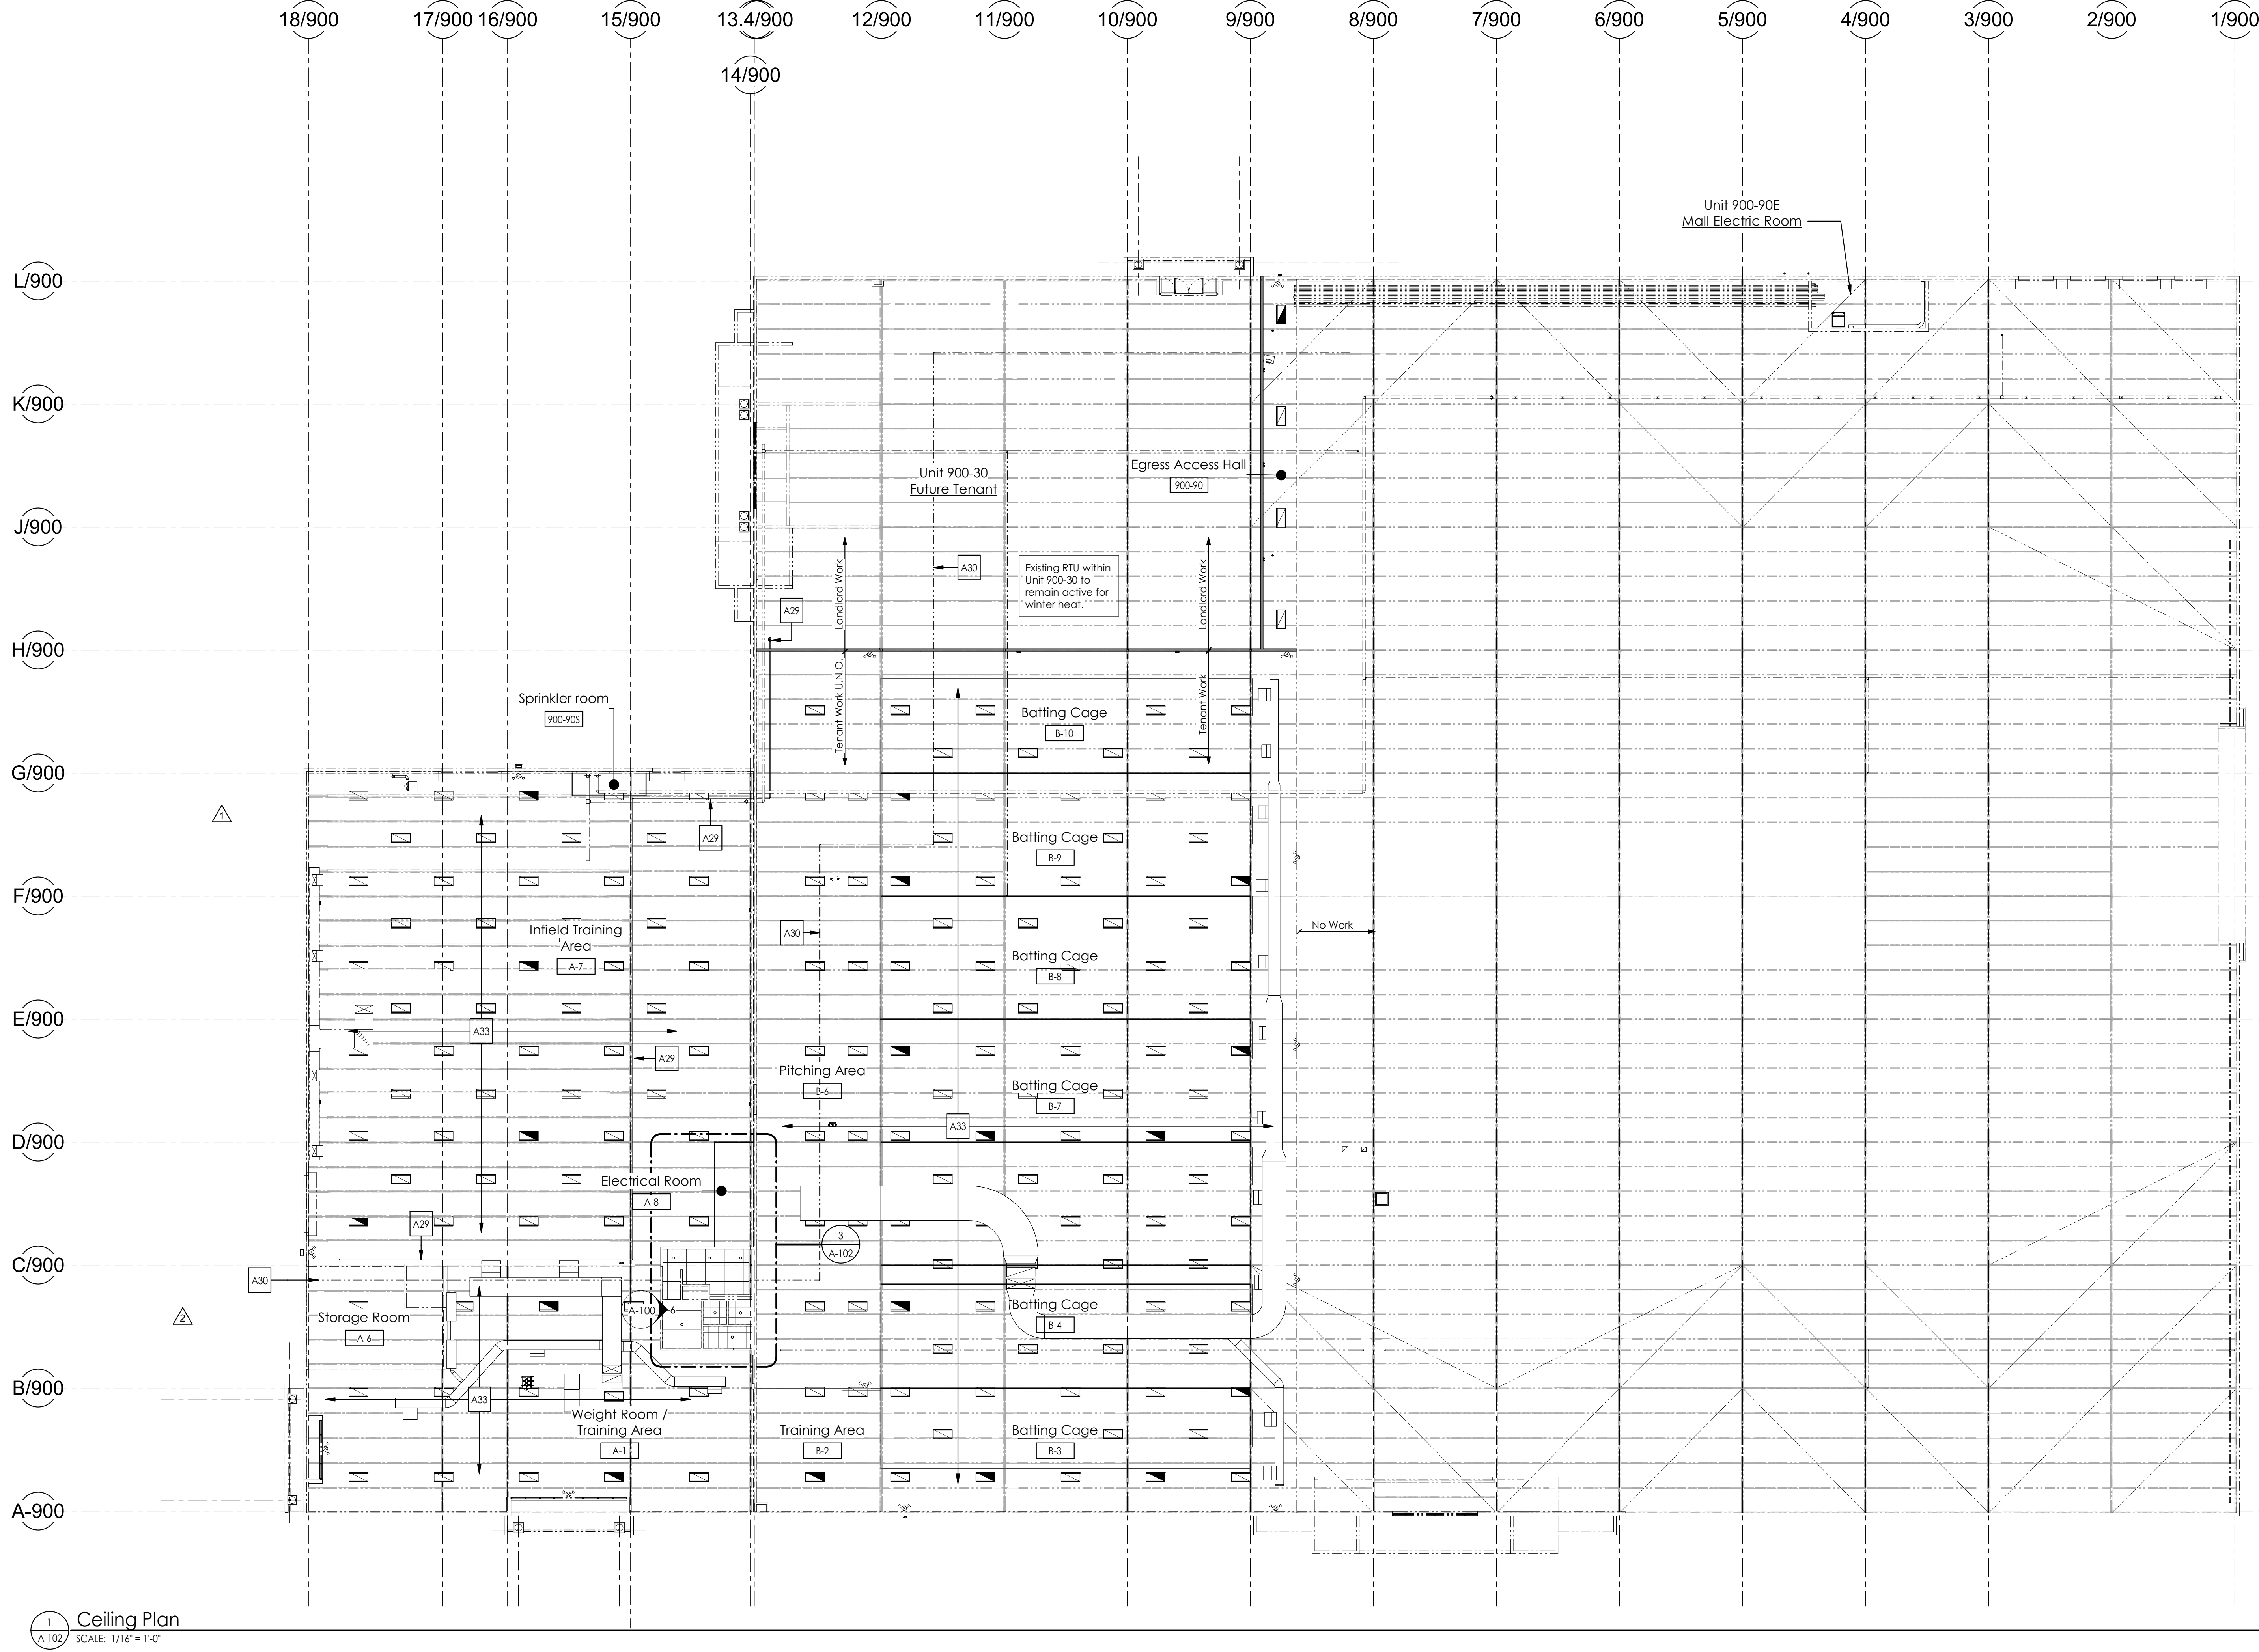 18/900
17/900
16/900
15/900
13.4/900
12/900
11/900
10/900
9/900
8/900
7/900
6/900
5/900
4/900
3/900
2/900
1/900
14/900
Unit 900-90E
Mall Electric Room
L/900
K/900
Unit 900-30
Future Tenant
Egress Access Hall
900-90
J/900
A30
Existing RTU within
Unit 900-30 to
remain active for
winter heat.
Landlord Work
Landlord Work
A29
H/900
Tenant Work U.N.O.
Tenant Work
Sprinkler room
900-90S
Batting Cage
B-10
G/900
1
A29
Batting Cage
B-9
F/900
Infield Training
Area
A-7
A30
No Work
Batting Cage
B-8
E/900
A33
A29
Pitching Area
B-6
Batting Cage
B-7
A33
D/900
Electrical Room
A-8
A29
3
A-102
C/900
A30
2
Storage Room
A-6
A-100
6
Batting Cage
B-4
B/900
A33
Weight Room /
Training Area
A-1
Training Area
B-2
Batting Cage
B-3
A-900
1
A-102
Ceiling Plan
SCALE: 1/16" = 1'-0"